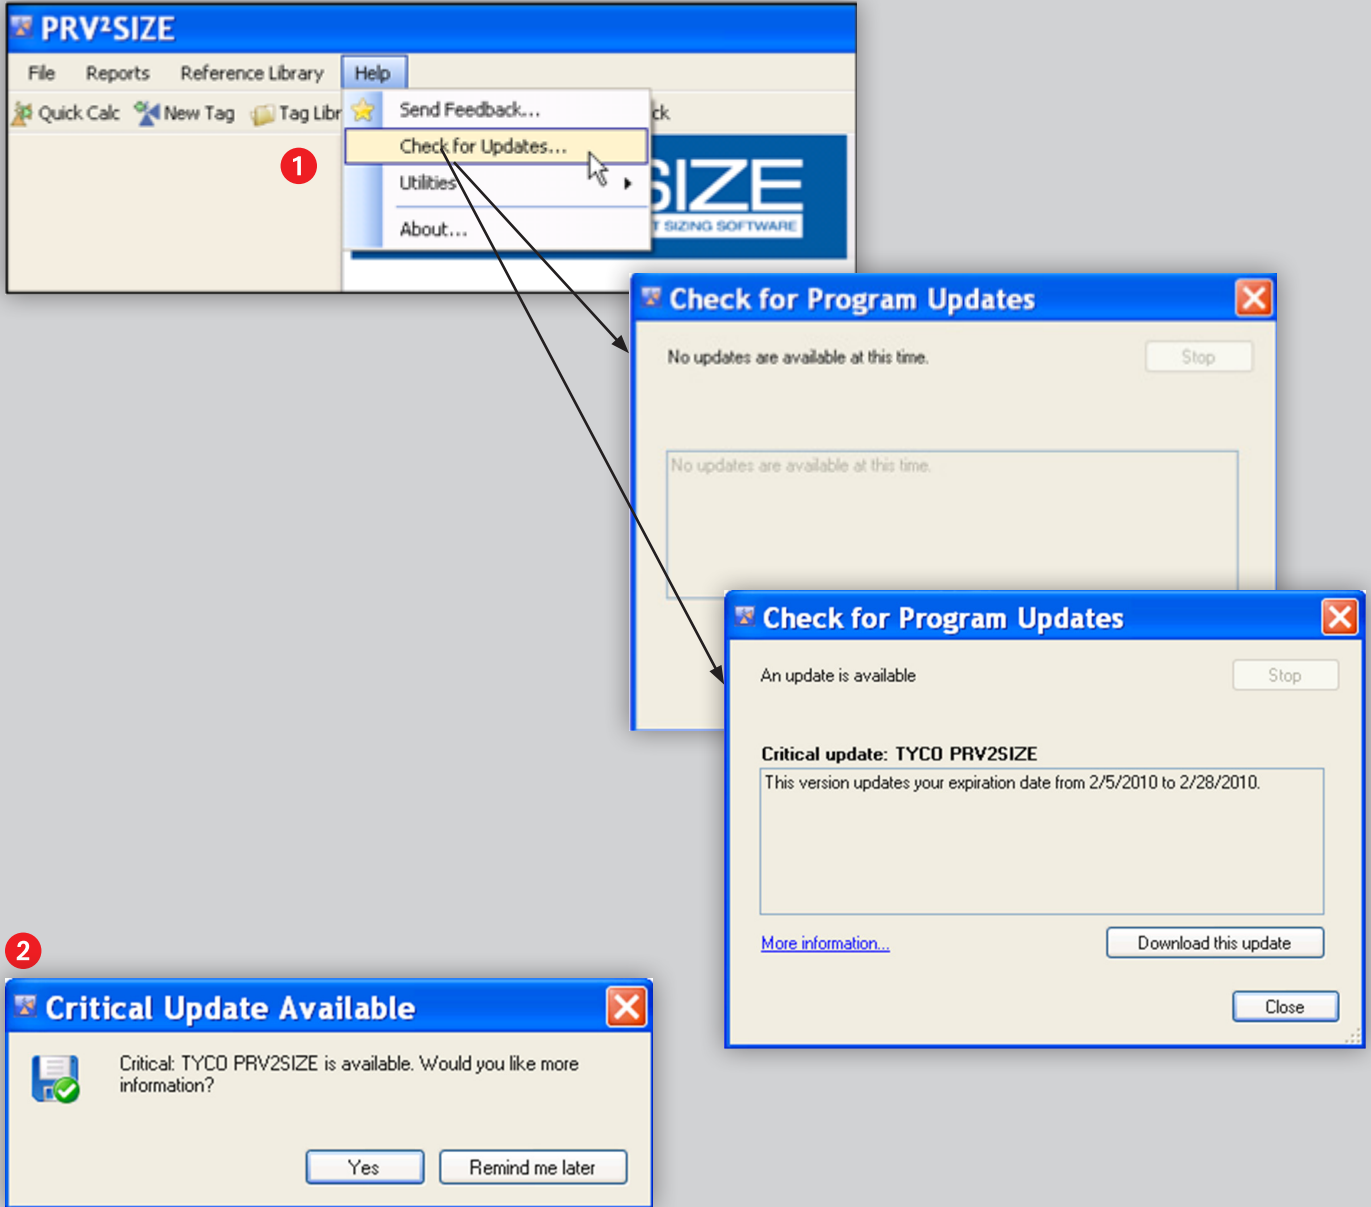 PRV²SIZE
File Reports Reference Library Help
Quick Calc New Tag Tag Libr ck
Send Feedback...
Check for Updates...
Utilities
About...
SIZE
T SIZING SOFTWARE
1
Check for Program Updates
No updates are available at this time.
Stop
No updates are available at this time.
Check for Program Updates
An update is available
Stop
Critical update: TYCO PRV2SIZE
This version updates your expiration date from 2/5/2010 to 2/28/2010.
More information...
Download this update
Close
2
Critical Update Available
Critical: TYCO PRV2SIZE is available. Would you like more
information?
Yes
Remind me later